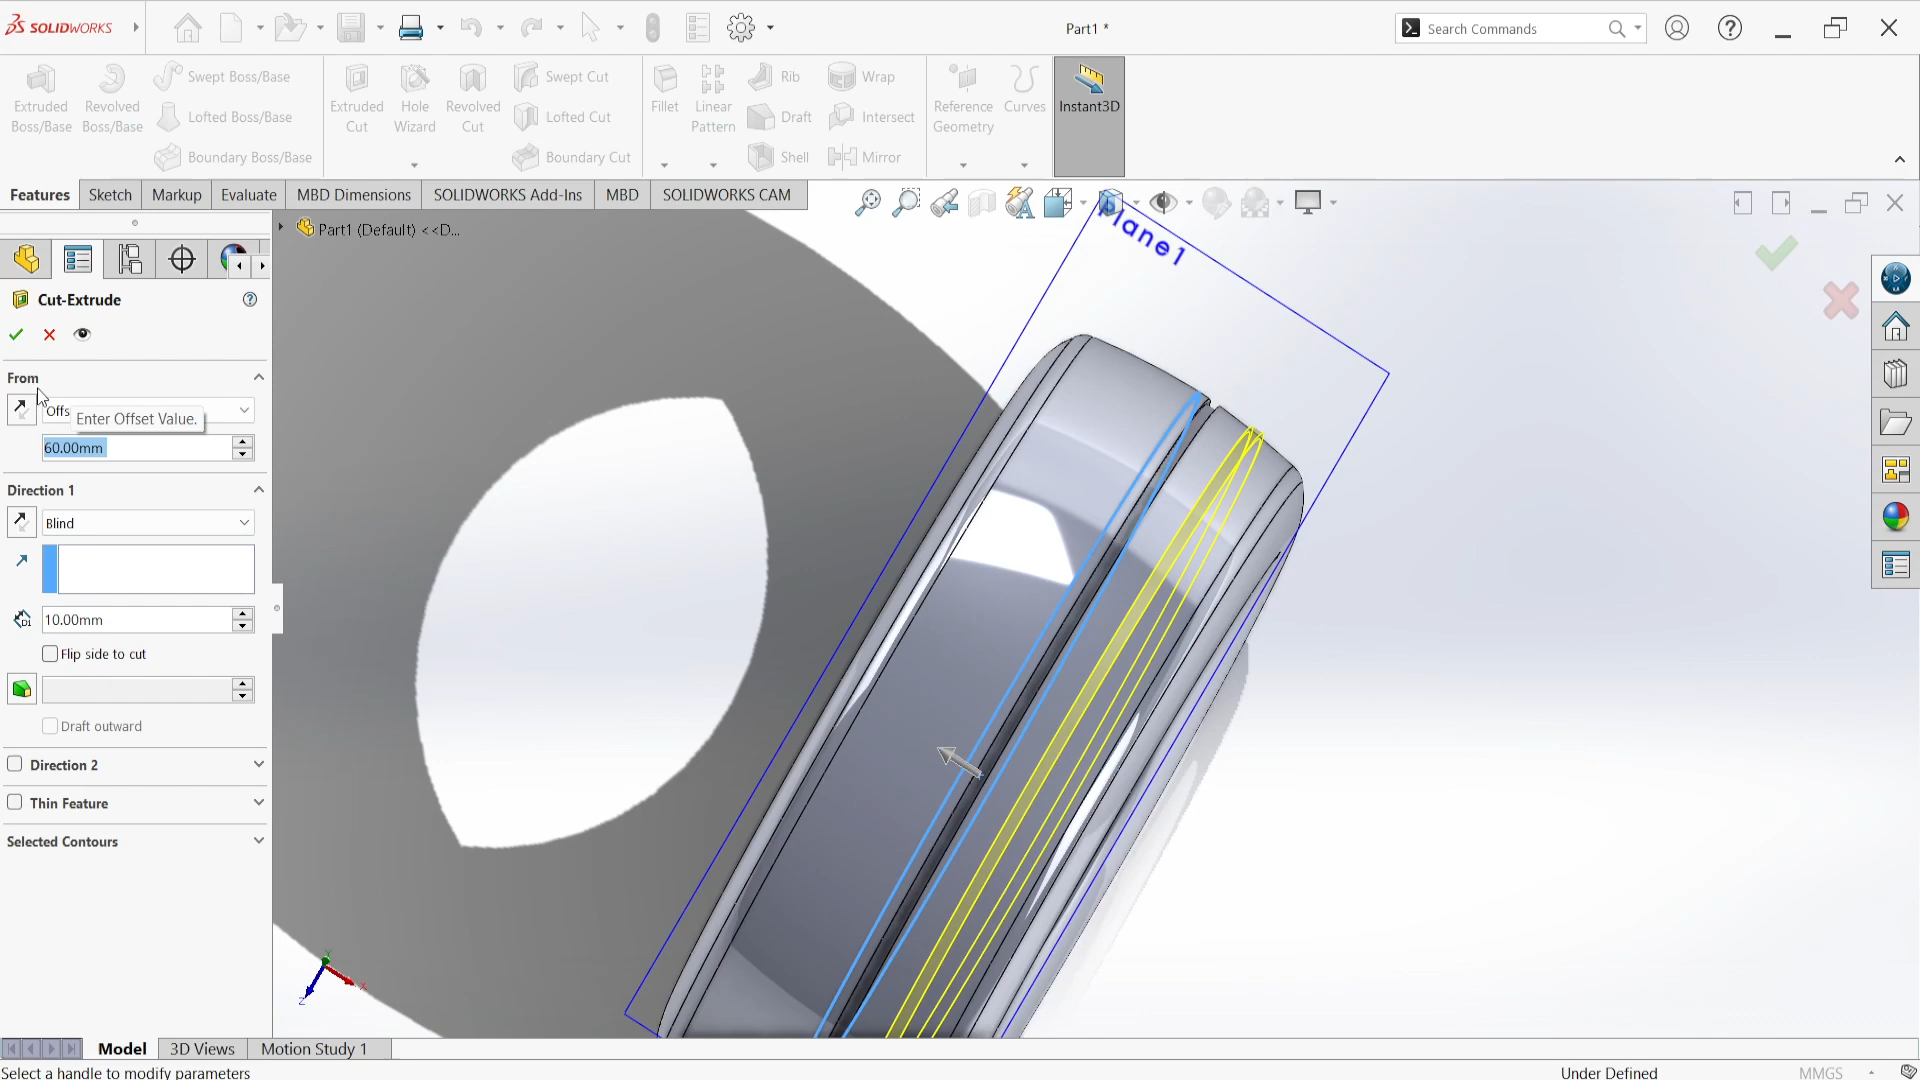 SOLIDWORKS
Part1 *
Search Commands
Extruded Boss/Base
Revolved Boss/Base
Swept Boss/Base
Lofted Boss/Base
Boundary Boss/Base
Extruded Cut
Hole Wizard
Revolved Cut
Swept Cut
Lofted Cut
Boundary Cut
Fillet
Linear Pattern
Rib
Draft
Shell
Wrap
Intersect
Mirror
Reference Geometry
Curves
Instant3D
Features
Sketch
Markup
Evaluate
MBD Dimensions
SOLIDWORKS Add-Ins
MBD
SOLIDWORKS CAM
Part1 (Default) <<D...
Plane1
Cut-Extrude
From
Offs
Enter Offset Value.
60.00mm
Direction 1
Blind
D1
10.00mm
Flip side to cut
Draft outward
Direction 2
Thin Feature
Selected Contours
Y
X
Z
Model
3D Views
Motion Study 1
Select a handle to modify parameters
Under Defined
MMGS